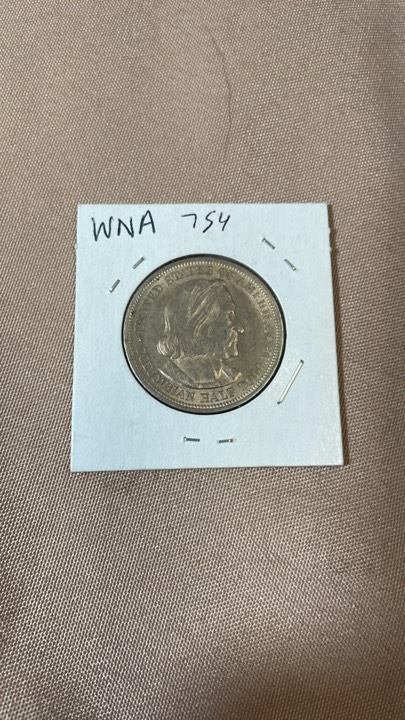 WNA 754
UNITED STATES OF AMERICA
COLUMBIAN HALF DOLLAR